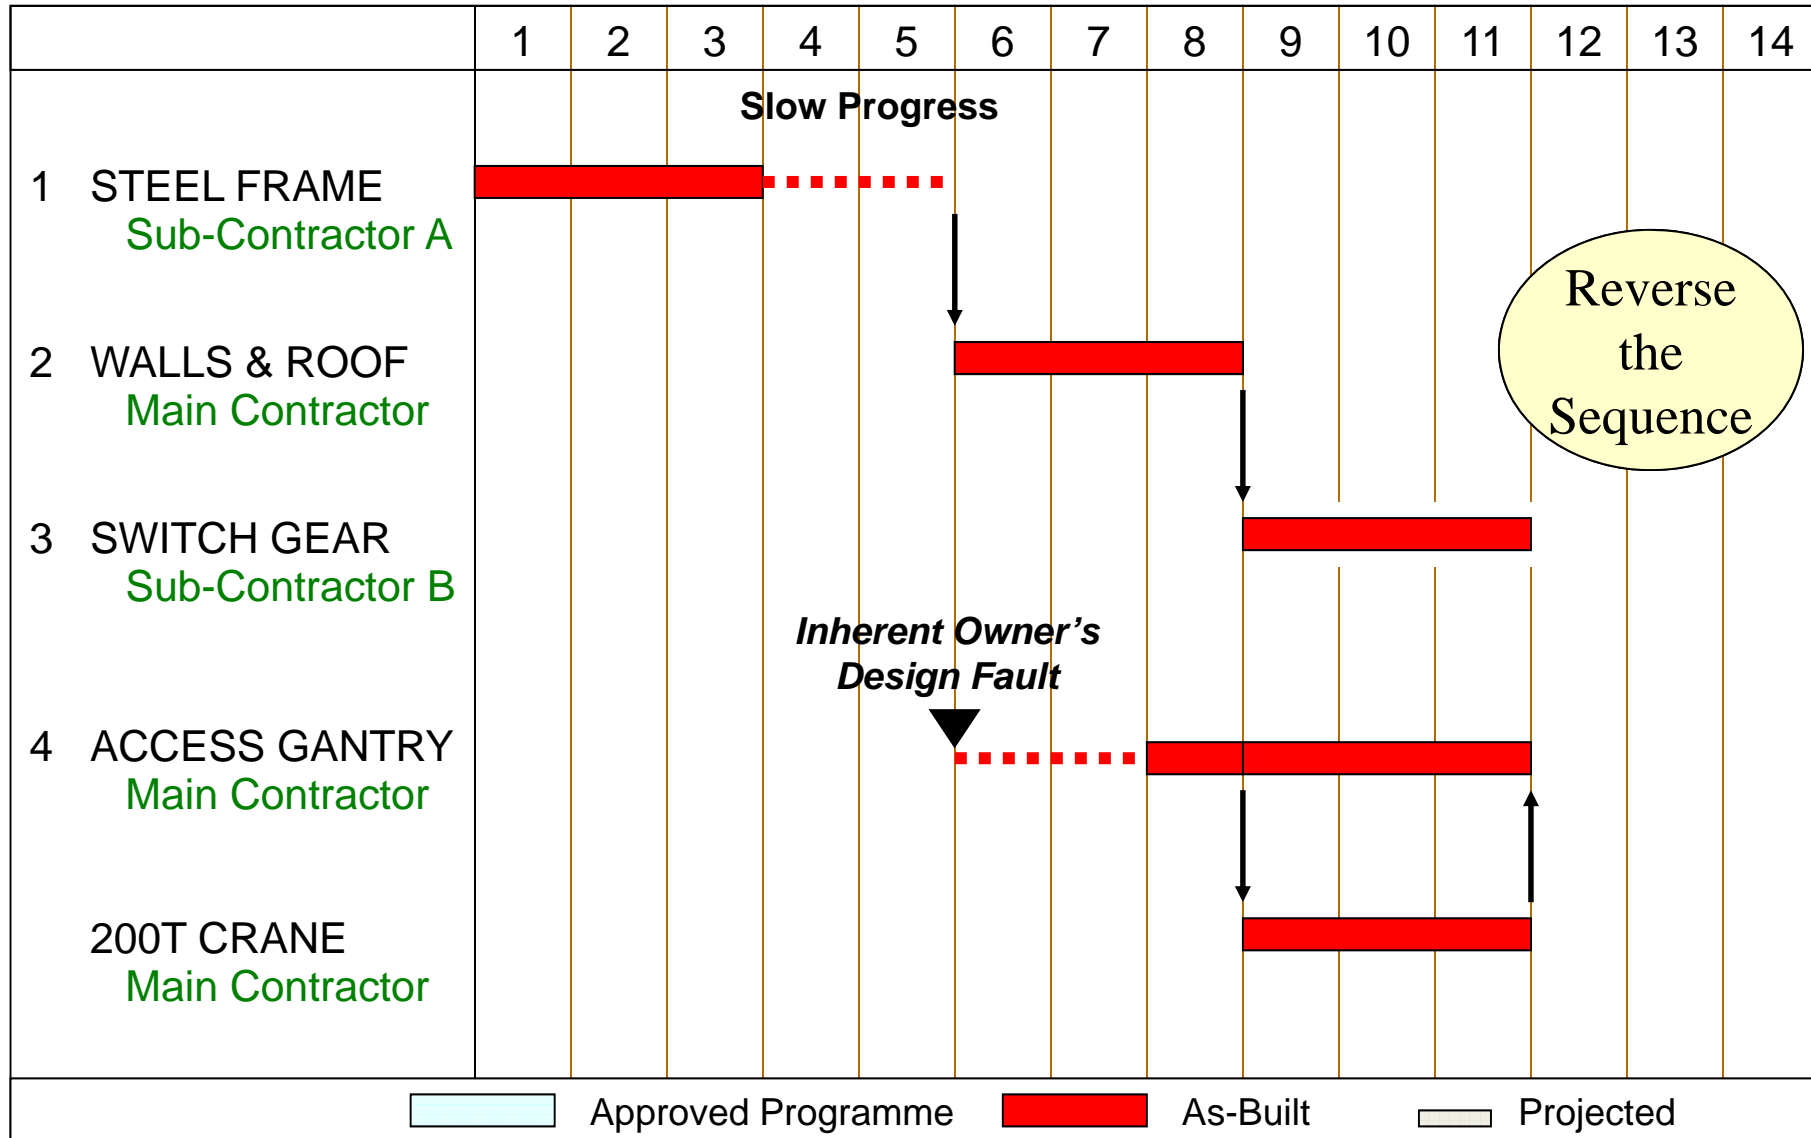 1 2 3 4 5 6 7 8 9 10 11 12 13 14
Slow Progress
1 STEEL FRAME
Sub-Contractor A
Reverse
the
Sequence
2 WALLS & ROOF
Main Contractor
3 SWITCH GEAR
Sub-Contractor B
Inherent Owner’s
Design Fault
4 ACCESS GANTRY
Main Contractor
200T CRANE
Main Contractor
Approved Programme As-Built Projected